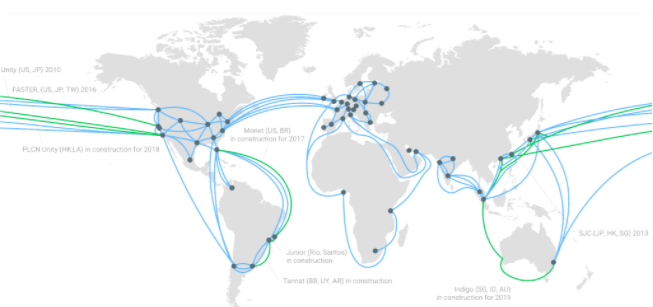 Unity (US, JP) 2010
FASTER, (US, JP, TW) 2016
Monet (US, BR)
in construction for 2017
PLCN Unity (HK,LA) in construction for 2018
SJC-(JP, HK, SG) 2013
Junior (Rio, Santos)
in construction
Tannat (BR, UY, AR) in construction
Indigo (SG, ID, AU)
in construction for 2019